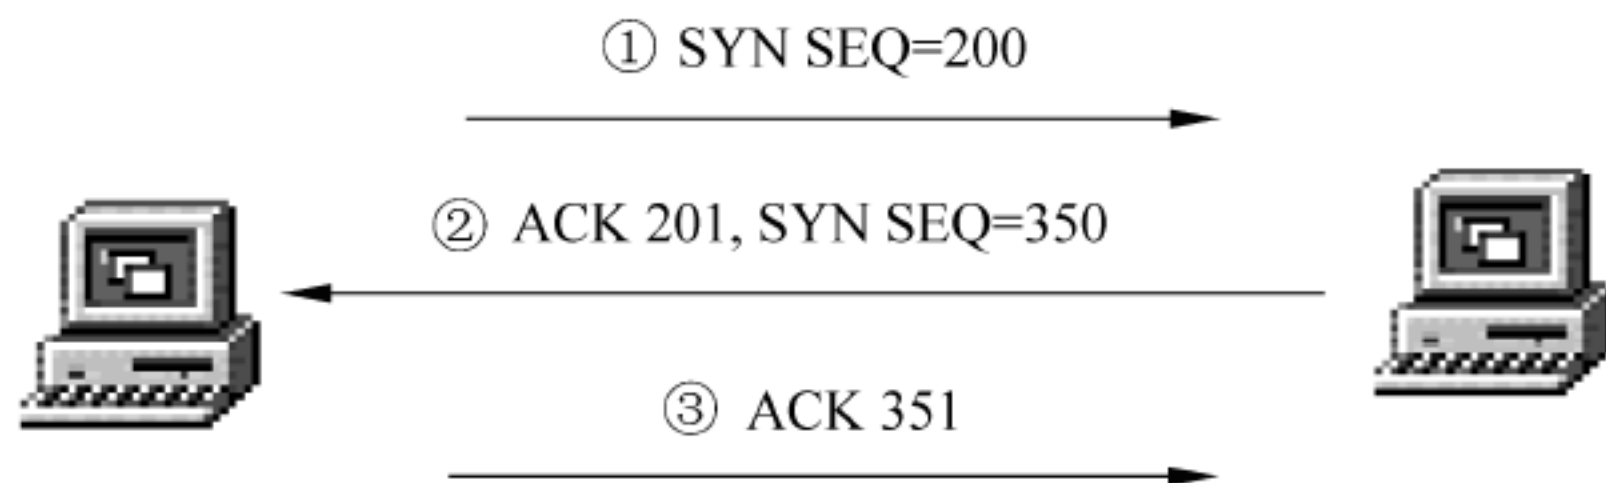 ① SYN SEQ=200
② ACK 201, SYN SEQ=350
③ ACK 351